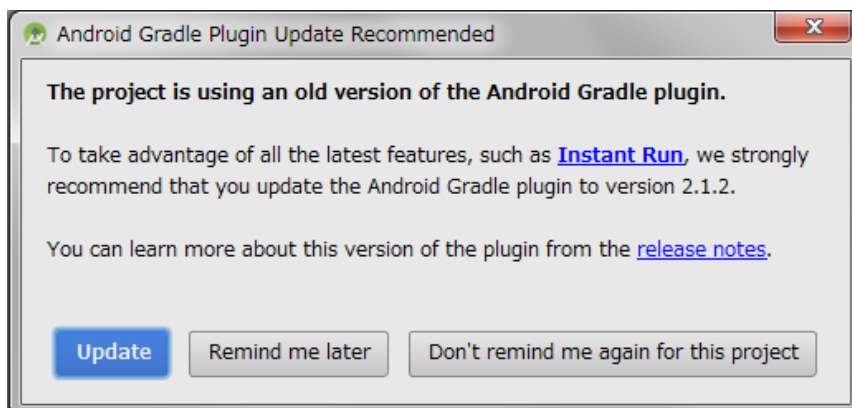 Android Gradle Plugin Update Recommended
The project is using an old version of the Android Gradle plugin.
To take advantage of all the latest features, such as Instant Run, we strongly
recommend that you update the Android Gradle plugin to version 2.1.2.
You can learn more about this version of the plugin from the release notes.
Update Remind me later Don't remind me again for this project